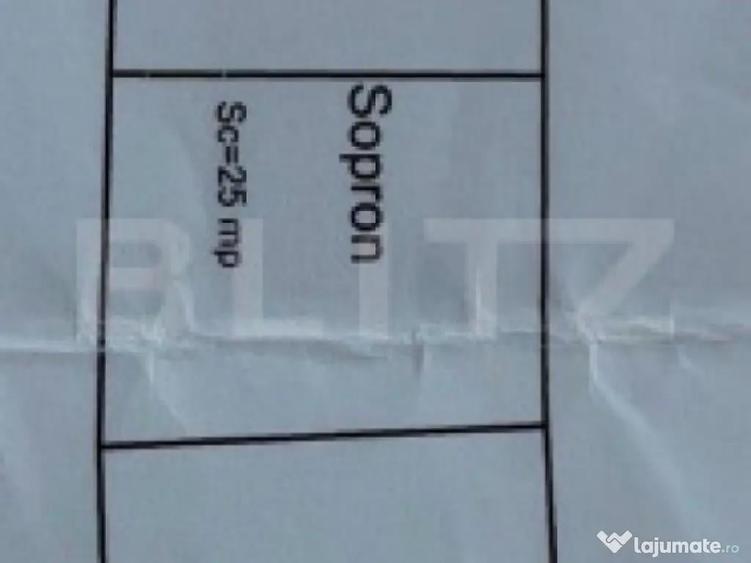 Sopron
Sc=25 mp
BLITZ
lajumate.ro